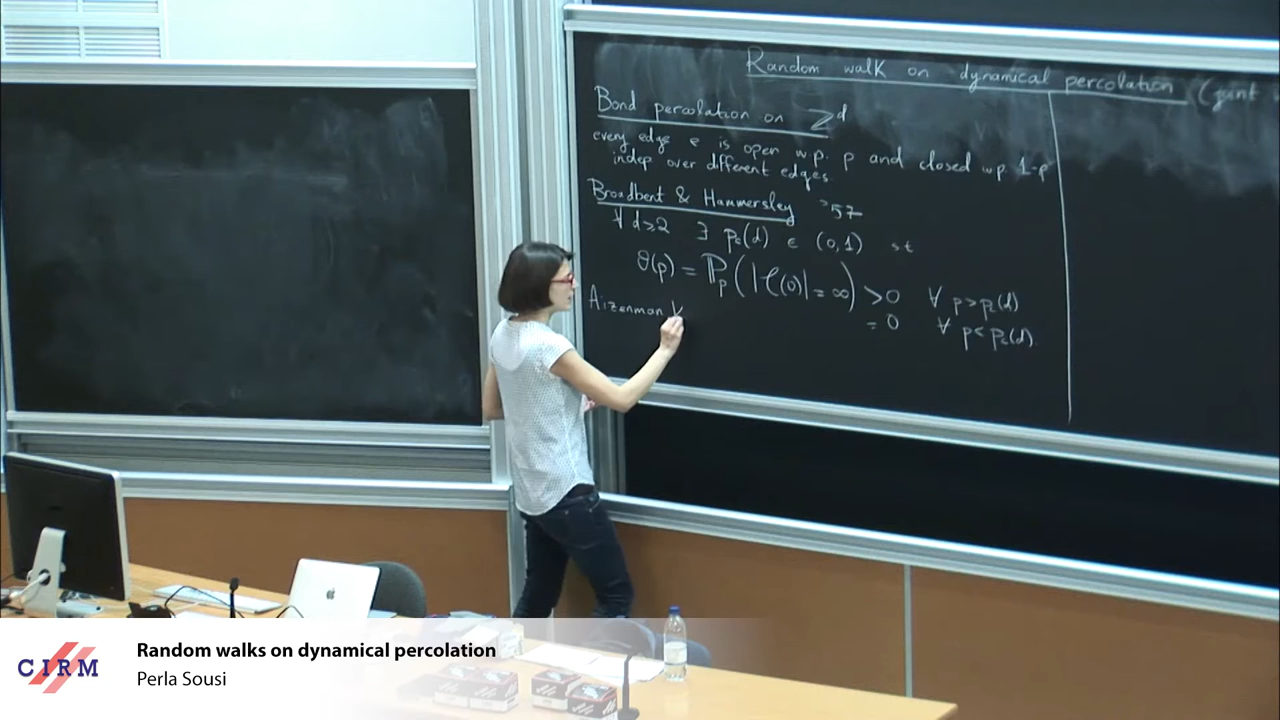 Random walk on dynamical percolation (joint
Bond percolation on ℤ^d
every edge e is open w.p. p and closed w.p 1-p
indep over different edges.
Broadbent & Hammersley '57
∀ d≥2 ∃ p_c(d) ∈ (0,1) st
θ(p) = ℙ_p(|𝒞(0)| = ∞) >0 ∀ p>p_c(d)
= 0 ∀ p<p_c(d).
Aizenman
CIRM
Random walks on dynamical percolation
Perla Sousi